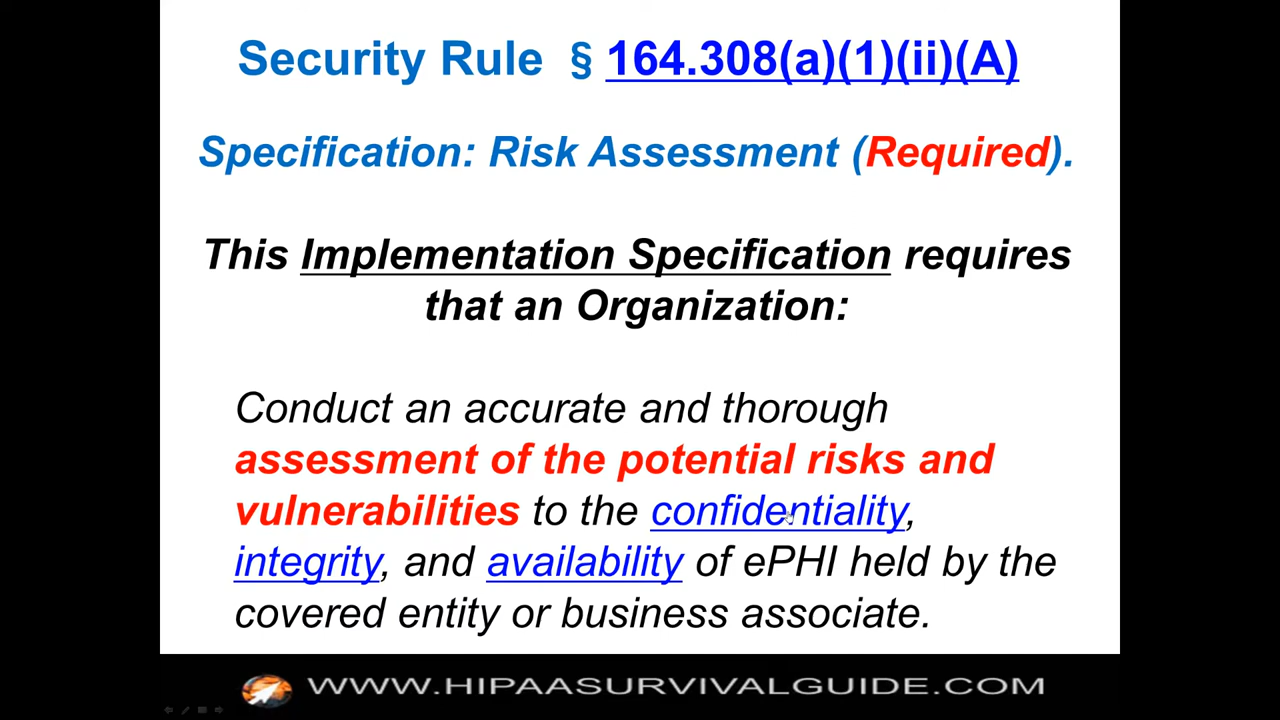 Security Rule § 164.308(a)(1)(ii)(A)
Specification: Risk Assessment (Required).
This Implementation Specification requires
that an Organization:
Conduct an accurate and thorough
assessment of the potential risks and
vulnerabilities to the confidentiality,
integrity, and availability of ePHI held by the
covered entity or business associate.
WWW.HIPAASURVIVALGUIDE.COM